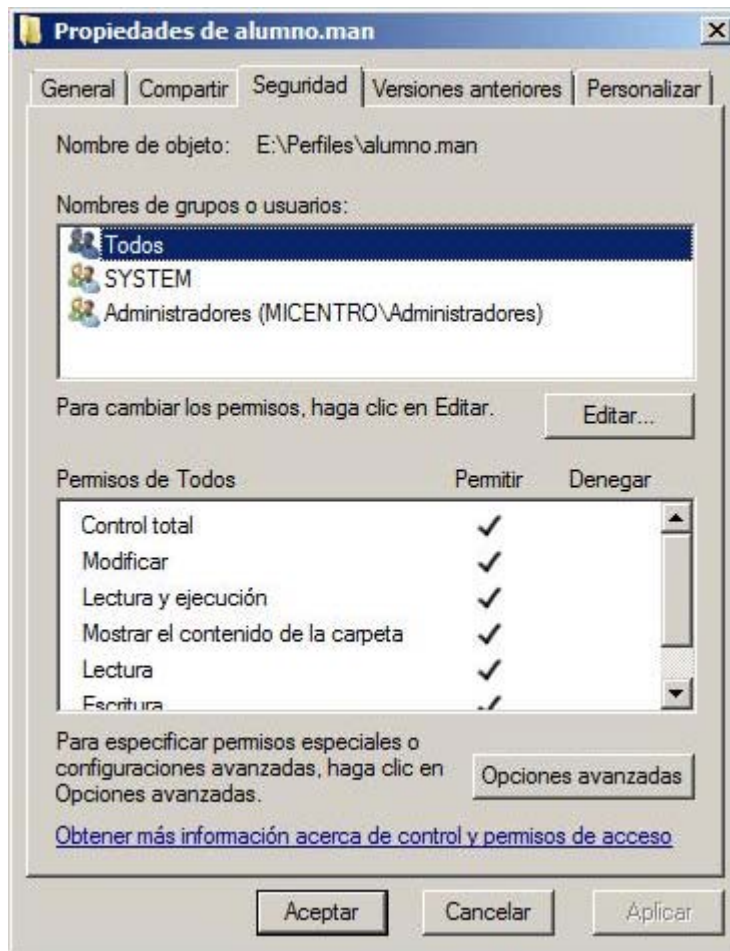 Propiedades de alumno.man
General Compartir Seguridad Versiones anteriores Personalizar
Nombre de objeto: E:\Perfiles\alumno.man
Nombres de grupos o usuarios:
Todos
SYSTEM
Administradores (MICENTRO\Administradores)
Para cambiar los permisos, haga clic en Editar. Editar...
Permisos de Todos Permitir Denegar
Control total
Modificar
Lectura y ejecución
Mostrar el contenido de la carpeta
Lectura
Escritura
Para especificar permisos especiales o
configuraciones avanzadas, haga clic en
Opciones avanzadas. Opciones avanzadas
Obtener más información acerca de control y permisos de acceso
Aceptar Cancelar Aplicar